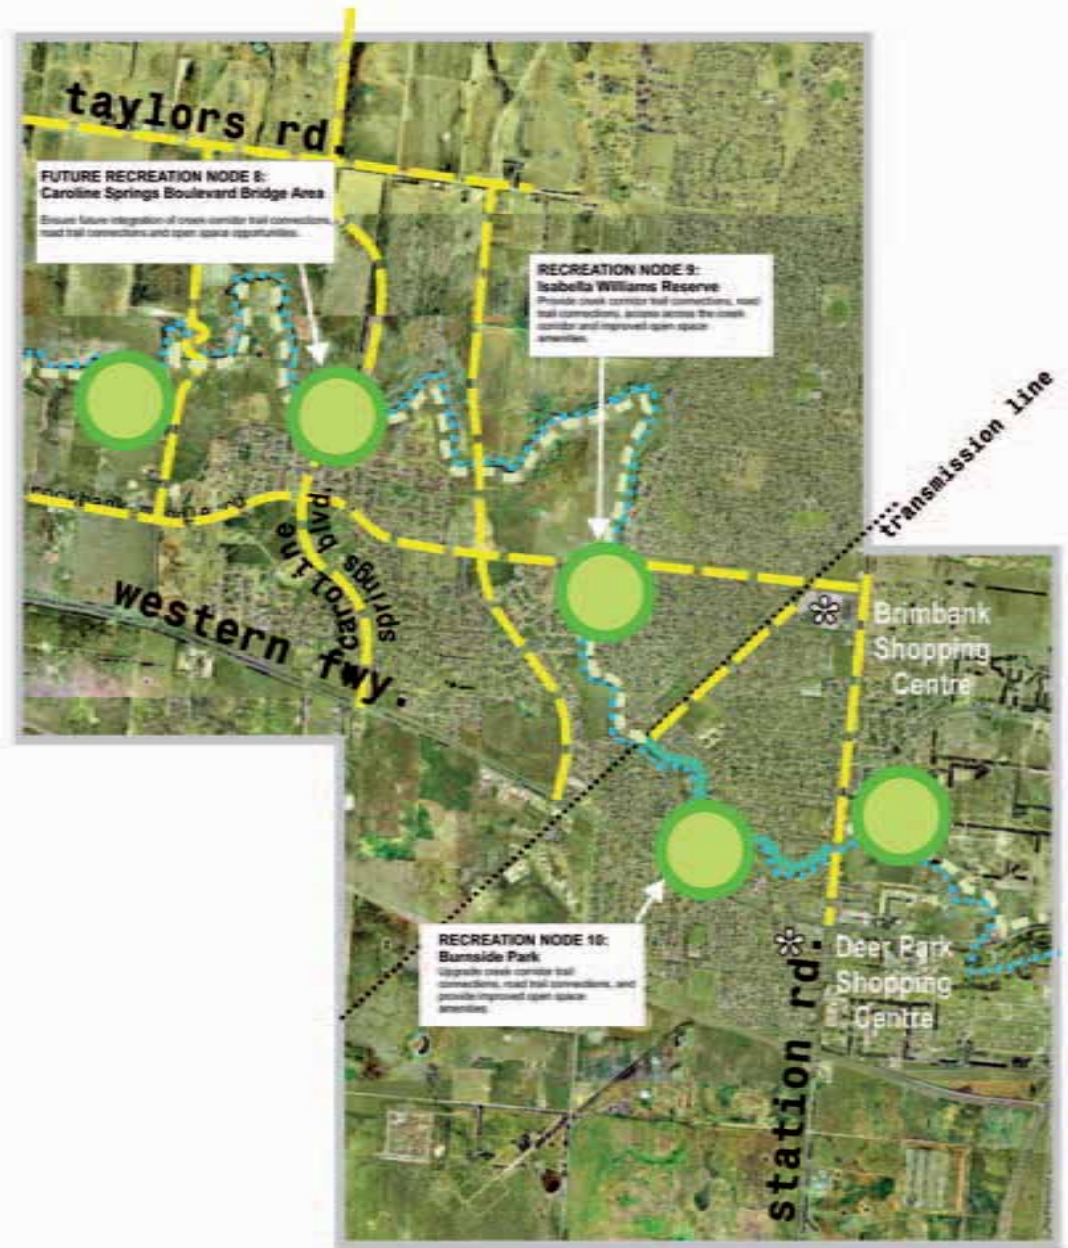 taylors rd.
FUTURE RECREATION NODE 8:
Caroline Springs Boulevard Bridge Area
Ensure future integration of creek corridor trail connections,
road trail connections and open space opportunities.
RECREATION NODE 9:
Isabella Williams Reserve
Provide creek corridor trail connections, road
trail connections, access across the creek
corridor and improved open space
amenities.
transmission line
caroline
springs blvd.
western fwy.
Brimbank
Shopping
Centre
RECREATION NODE 10:
Burnside Park
Upgrade creek corridor trail
connections, road trail connections, and
provide improved open space
amenities.
Deer Park
Shopping
Centre
station rd.